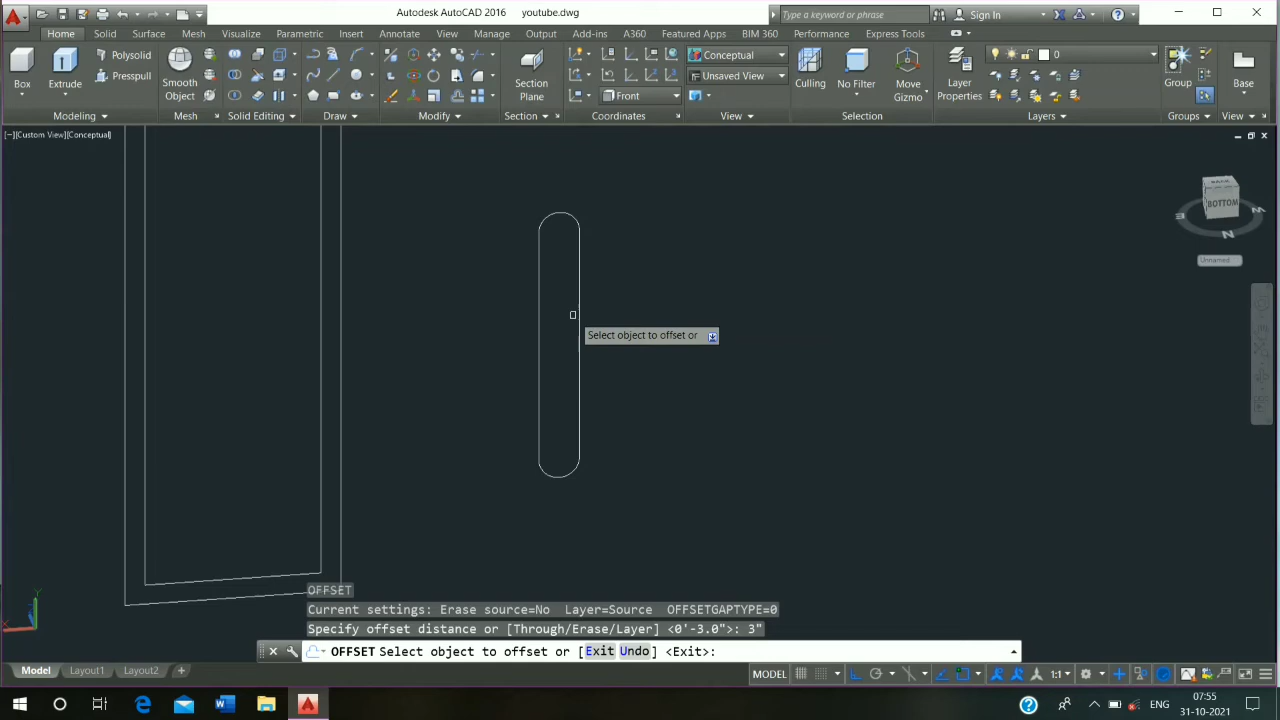 Autodesk AutoCAD 2016 youtube.dwg
Type a keyword or phrase
Sign In
Home Solid Surface Mesh Visualize Parametric Insert Annotate View Manage Output Add-ins A360 Featured Apps BIM 360 Performance Express Tools
Polysolid
Presspull
Box
Extrude
Smooth
Object
Section
Plane
Conceptual
Unsaved View
Front
Culling
No Filter
Move
Gizmo
Layer
Properties
0
Group
Base
Modeling
Mesh
Solid Editing
Draw
Modify
Section
Coordinates
View
Selection
Layers
Groups
View
[−][Custom View][Conceptual]
BACK
BOTTOM
N
Unnamed
Select object to offset or
OFFSET
Current settings: Erase source=No Layer=Source OFFSETGAPTYPE=0
Specify offset distance or [Through/Erase/Layer] <0'-3.0">: 3"
OFFSET Select object to offset or [Exit Undo] <Exit>:
Y
Model Layout1 Layout2
MODEL
1:1
ENG
07:55
31-10-2021